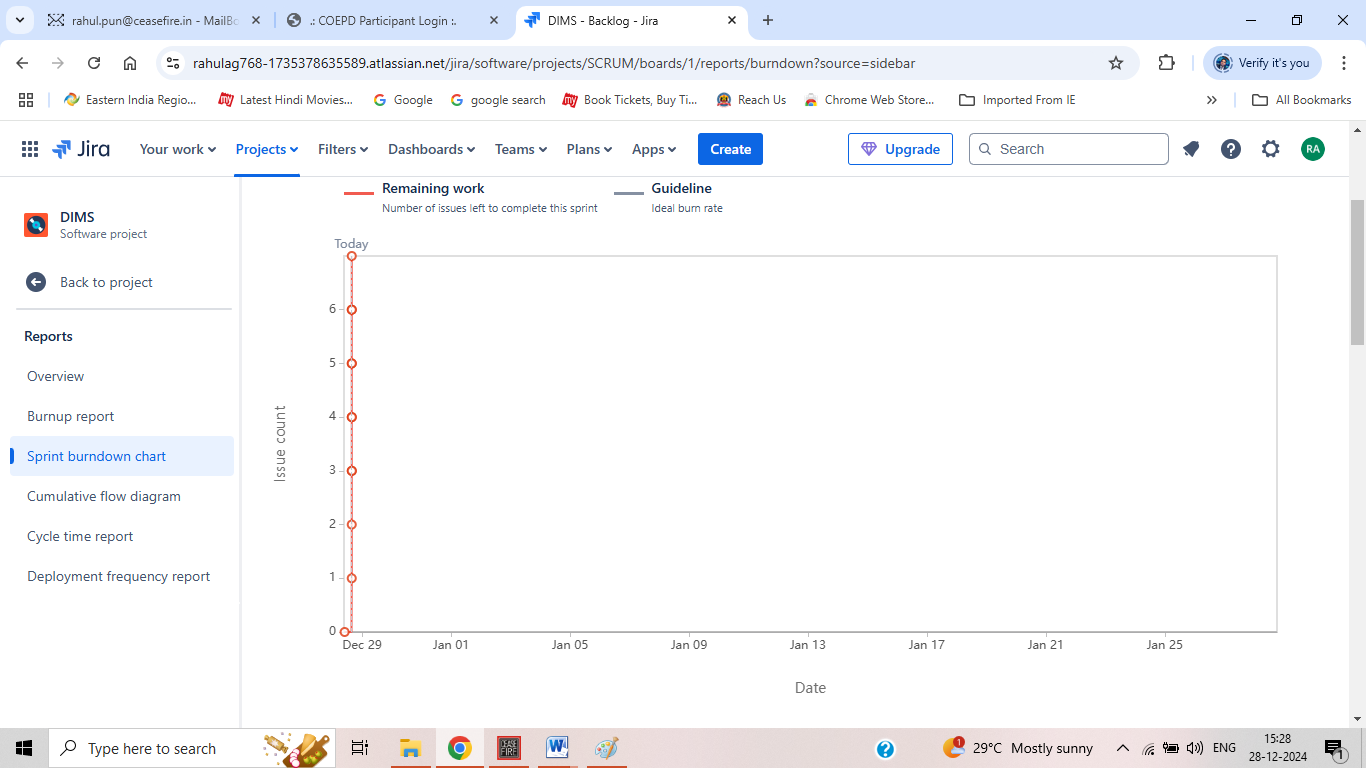 rahul.pun@ceasefire.in - MailBo
.: COEPD Participant Login :.
DIMS - Backlog - Jira
rahulag768-1735378635589.atlassian.net/jira/software/projects/SCRUM/boards/1/reports/burndown?source=sidebar
Verify it's you
Eastern India Regio...
Latest Hindi Movies...
Google
google search
Book Tickets, Buy Ti...
Reach Us
Chrome Web Store...
Imported From IE
All Bookmarks
Jira
Your work
Projects
Filters
Dashboards
Teams
Plans
Apps
Create
Upgrade
Search
RA
DIMS
Software project
Back to project
Reports
Overview
Burnup report
Sprint burndown chart
Cumulative flow diagram
Cycle time report
Deployment frequency report
Remaining work
Number of issues left to complete this sprint
Guideline
Ideal burn rate
Today
6
5
4
3
2
1
0
Issue count
Dec 29
Jan 01
Jan 05
Jan 09
Jan 13
Jan 17
Jan 21
Jan 25
Date
Type here to search
CEASE
FIRE
W
1
29°C Mostly sunny
ENG
15:28
28-12-2024
1